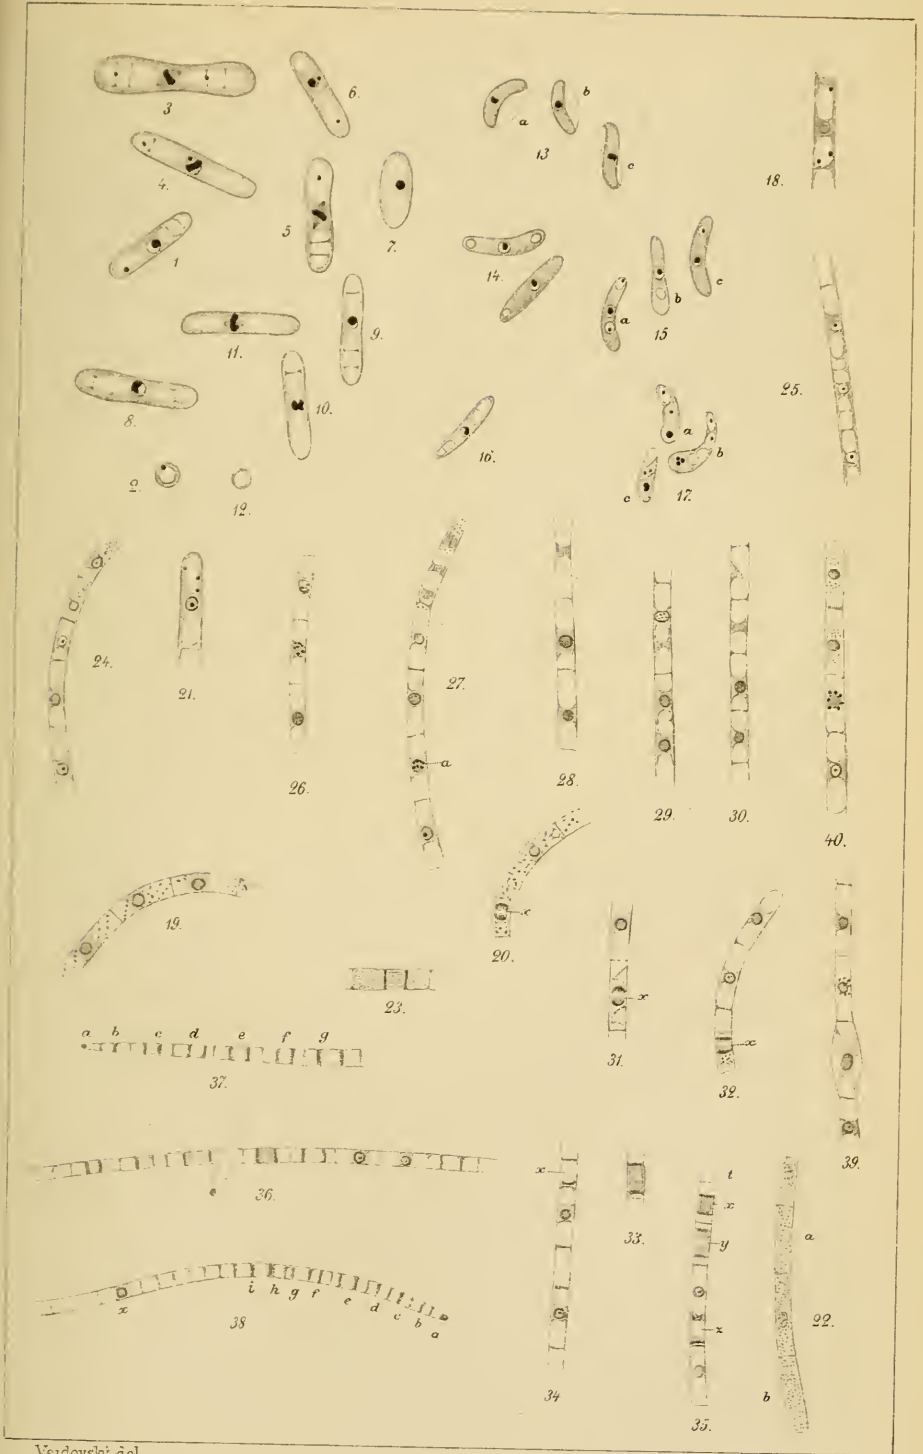 3
6.
a
b
13
c
18.
4.
5
7.
1
14.
a
b
15
c
11.
9.
8.
10.
16.
25.
2.
12.
a
b
c
17.
24.
21.
26.
27.
a
28.
29.
30.
40.
19.
20.
x
23.
31.
x
32.
x
a b c d e f g
37.
39.
36.
x
33.
t
x
y
a
x i h g f e d c b a
38
34
z
35.
22.
b
Vejdovský del.